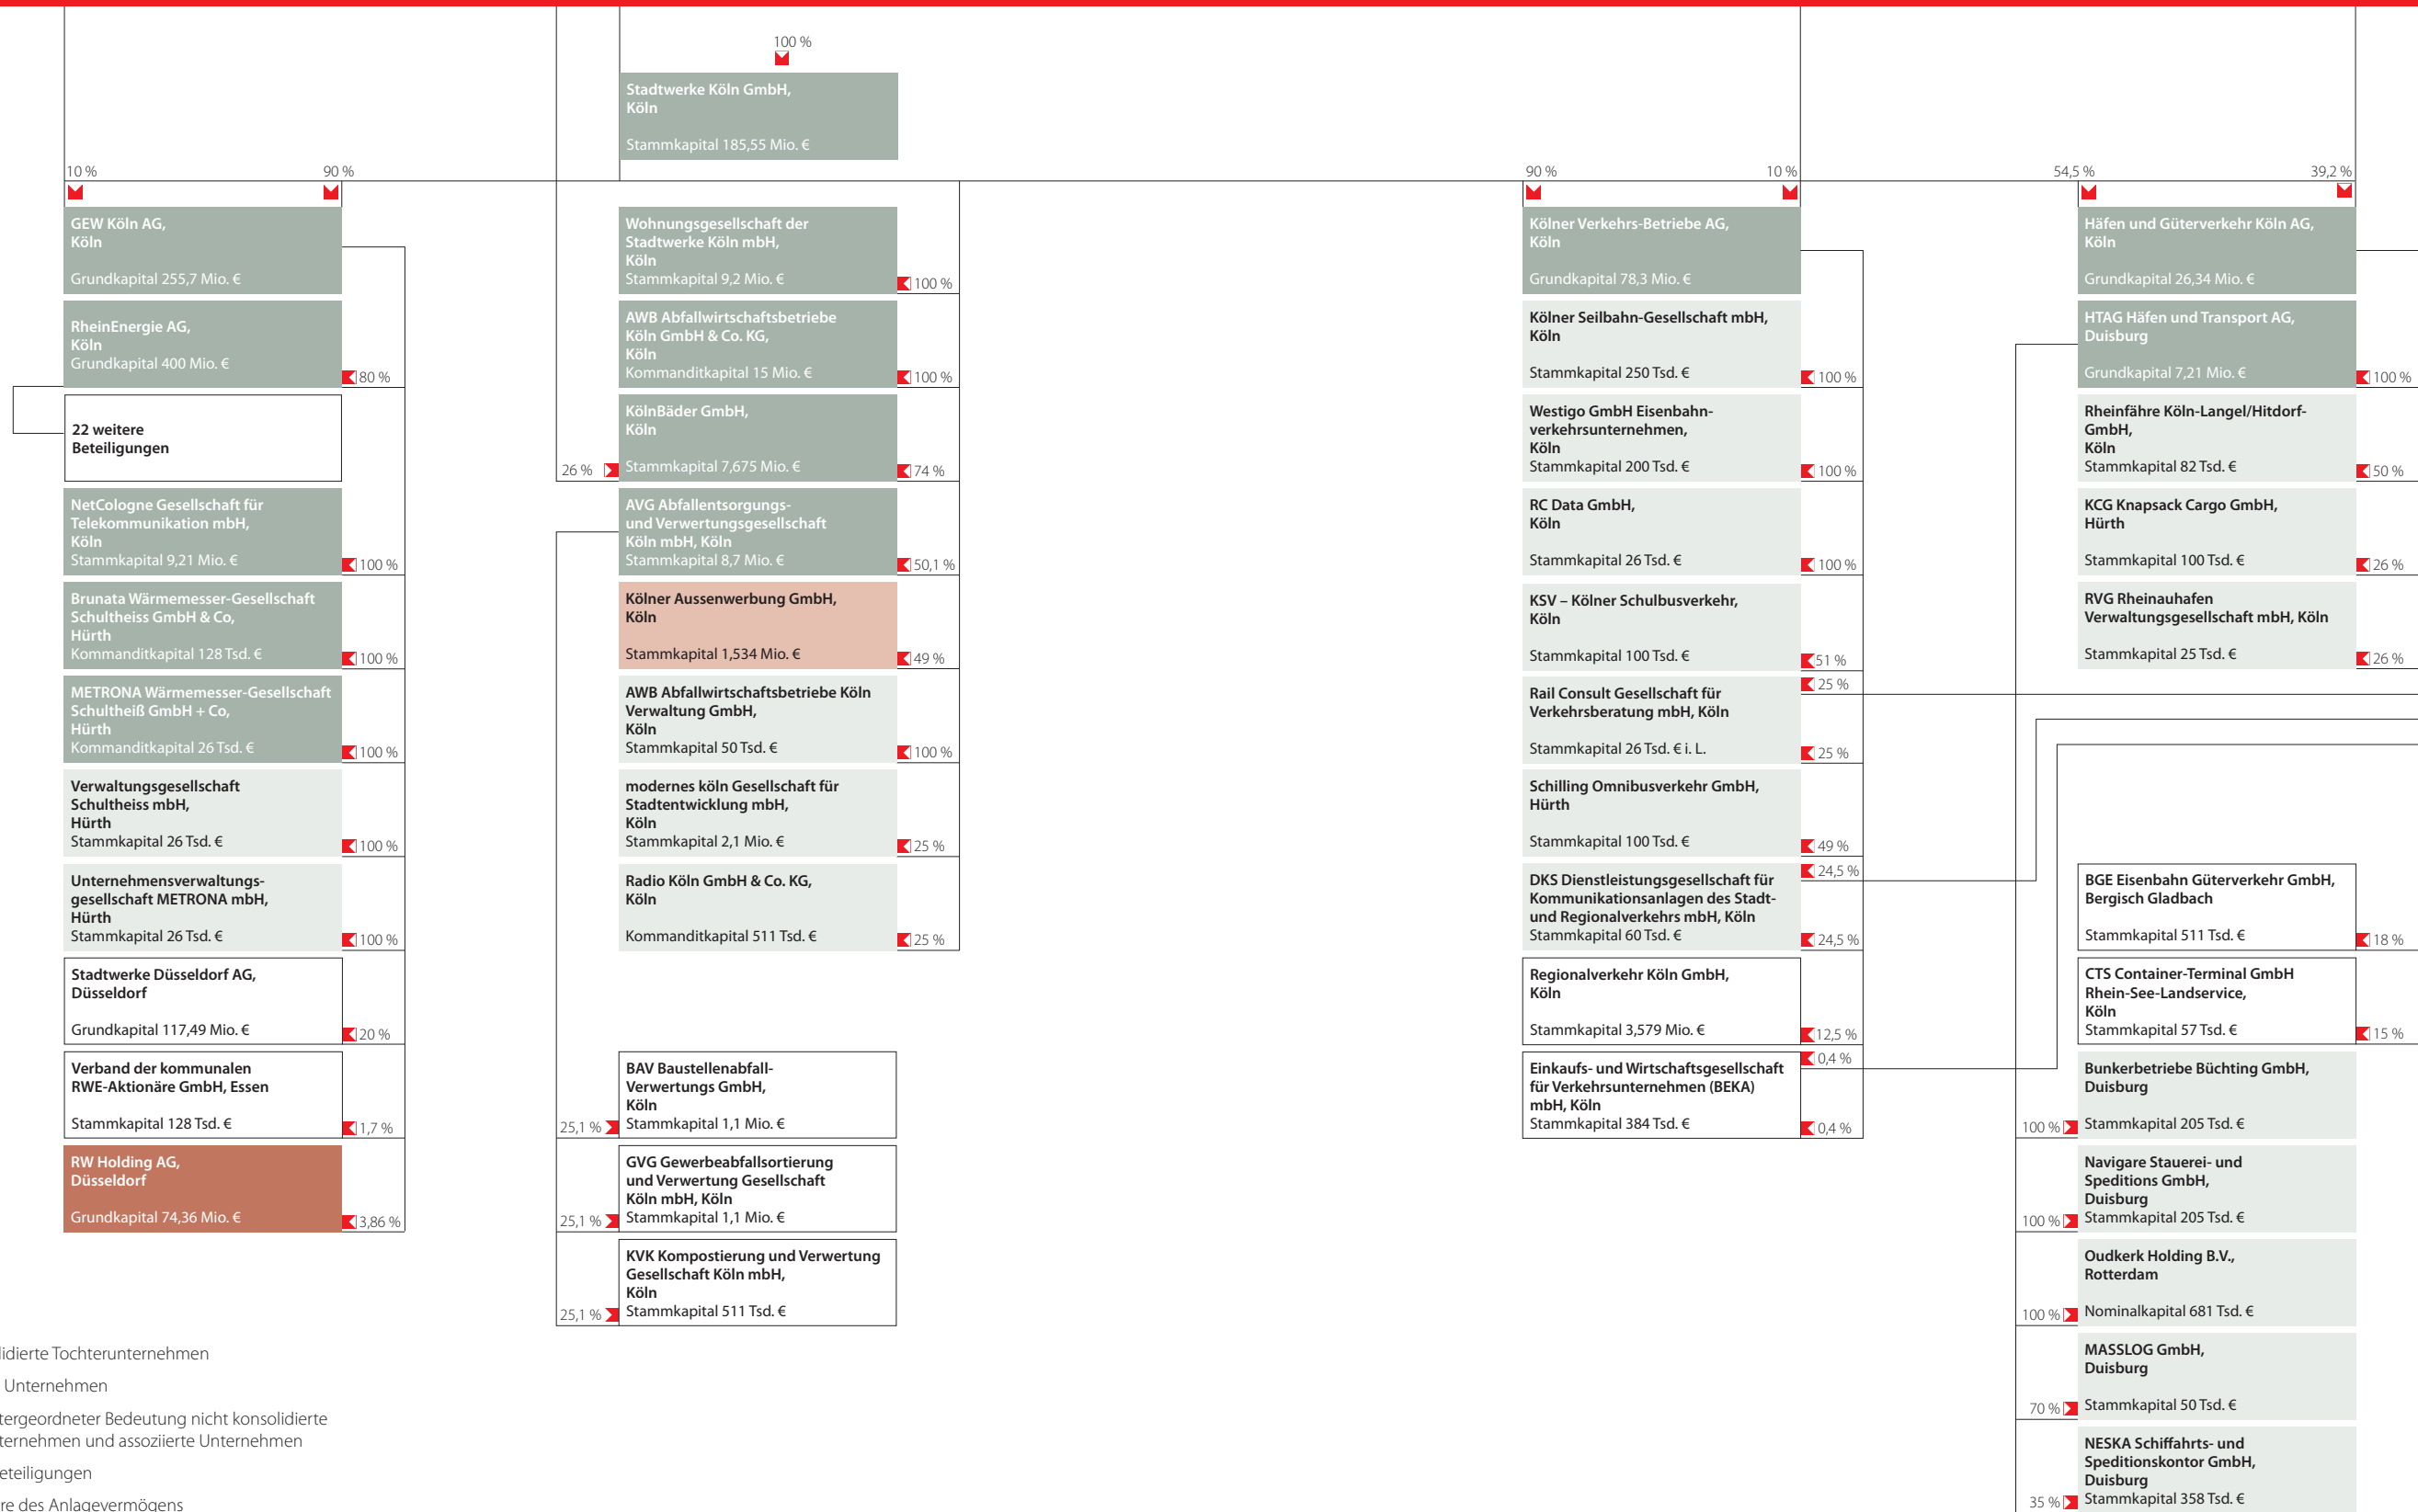 100 %
Stadtwerke Köln GmbH,
Köln
Stammkapital 185,55 Mio. €
10 %
90 %
GEW Köln AG,
Köln
Grundkapital 255,7 Mio. €
RheinEnergie AG,
Köln
Grundkapital 400 Mio. €
80 %
22 weitere
Beteiligungen
NetCologne Gesellschaft für
Telekommunikation mbH,
Köln
Stammkapital 9,21 Mio. €
100 %
Brunata Wärmemesser-Gesellschaft
Schultheiss GmbH & Co,
Hürth
Kommanditkapital 128 Tsd. €
100 %
METRONA Wärmemesser-Gesellschaft
Schultheiß GmbH + Co,
Hürth
Kommanditkapital 26 Tsd. €
100 %
Verwaltungsgesellschaft
Schultheiss mbH,
Hürth
Stammkapital 26 Tsd. €
100 %
Unternehmensverwaltungs-
gesellschaft METRONA mbH,
Hürth
Stammkapital 26 Tsd. €
100 %
Stadtwerke Düsseldorf AG,
Düsseldorf
Grundkapital 117,49 Mio. €
20 %
Verband der kommunalen
RWE-Aktionäre GmbH, Essen
Stammkapital 128 Tsd. €
1,7 %
RW Holding AG,
Düsseldorf
Grundkapital 74,36 Mio. €
3,86 %
Wohnungsgesellschaft der
Stadtwerke Köln mbH,
Köln
Stammkapital 9,2 Mio. €
100 %
AWB Abfallwirtschaftsbetriebe
Köln GmbH & Co. KG,
Köln
Kommanditkapital 15 Mio. €
100 %
KölnBäder GmbH,
Köln
26 %
Stammkapital 7,675 Mio. €
74 %
AVG Abfallentsorgungs-
und Verwertungsgesellschaft
Köln mbH, Köln
Stammkapital 8,7 Mio. €
50,1 %
Kölner Aussenwerbung GmbH,
Köln
Stammkapital 1,534 Mio. €
49 %
AWB Abfallwirtschaftsbetriebe Köln
Verwaltung GmbH,
Köln
Stammkapital 50 Tsd. €
100 %
modernes köln Gesellschaft für
Stadtentwicklung mbH,
Köln
Stammkapital 2,1 Mio. €
25 %
Radio Köln GmbH & Co. KG,
Köln
Kommanditkapital 511 Tsd. €
25 %
BAV Baustellenabfall-
Verwertungs GmbH,
Köln
25,1 %
Stammkapital 1,1 Mio. €
GVG Gewerbeabfallsortierung
und Verwertung Gesellschaft
Köln mbH, Köln
25,1 %
Stammkapital 1,1 Mio. €
KVK Kompostierung und Verwertung
Gesellschaft Köln mbH,
Köln
25,1 %
Stammkapital 511 Tsd. €
90 %
10 %
Kölner Verkehrs-Betriebe AG,
Köln
Grundkapital 78,3 Mio. €
Kölner Seilbahn-Gesellschaft mbH,
Köln
Stammkapital 250 Tsd. €
100 %
Westigo GmbH Eisenbahn-
verkehrsunternehmen,
Köln
Stammkapital 200 Tsd. €
100 %
RC Data GmbH,
Köln
Stammkapital 26 Tsd. €
100 %
KSV – Kölner Schulbusverkehr,
Köln
Stammkapital 100 Tsd. €
51 %
25 %
Rail Consult Gesellschaft für
Verkehrsberatung mbH, Köln
Stammkapital 26 Tsd. € i. L.
25 %
Schilling Omnibusverkehr GmbH,
Hürth
Stammkapital 100 Tsd. €
49 %
24,5 %
DKS Dienstleistungsgesellschaft für
Kommunikationsanlagen des Stadt-
und Regionalverkehrs mbH, Köln
Stammkapital 60 Tsd. €
24,5 %
Regionalverkehr Köln GmbH,
Köln
Stammkapital 3,579 Mio. €
12,5 %
0,4 %
Einkaufs- und Wirtschaftsgesellschaft
für Verkehrsunternehmen (BEKA)
mbH, Köln
Stammkapital 384 Tsd. €
0,4 %
54,5 %
39,2 %
Häfen und Güterverkehr Köln AG,
Köln
Grundkapital 26,34 Mio. €
HTAG Häfen und Transport AG,
Duisburg
Grundkapital 7,21 Mio. €
100 %
Rheinfähre Köln-Langel/Hitdorf-
GmbH,
Köln
Stammkapital 82 Tsd. €
50 %
KCG Knapsack Cargo GmbH,
Hürth
Stammkapital 100 Tsd. €
26 %
RVG Rheinauhafen
Verwaltungsgesellschaft mbH, Köln
Stammkapital 25 Tsd. €
26 %
BGE Eisenbahn Güterverkehr GmbH,
Bergisch Gladbach
Stammkapital 511 Tsd. €
18 %
CTS Container-Terminal GmbH
Rhein-See-Landservice,
Köln
Stammkapital 57 Tsd. €
15 %
Bunkerbetriebe Büchting GmbH,
Duisburg
100 %
Stammkapital 205 Tsd. €
Navigare Stauerei- und
Speditions GmbH,
Duisburg
100 %
Stammkapital 205 Tsd. €
Oudkerk Holding B.V.,
Rotterdam
100 %
Nominalkapital 681 Tsd. €
MASSLOG GmbH,
Duisburg
70 %
Stammkapital 50 Tsd. €
NESKA Schiffahrts- und
Speditionskontor GmbH,
Duisburg
35 %
Stammkapital 358 Tsd. €
lidierte Tochterunternehmen
Unternehmen
tergeordneter Bedeutung nicht konsolidierte
ternehmen und assoziierte Unternehmen
eteiligungen
re des Anlagevermögens